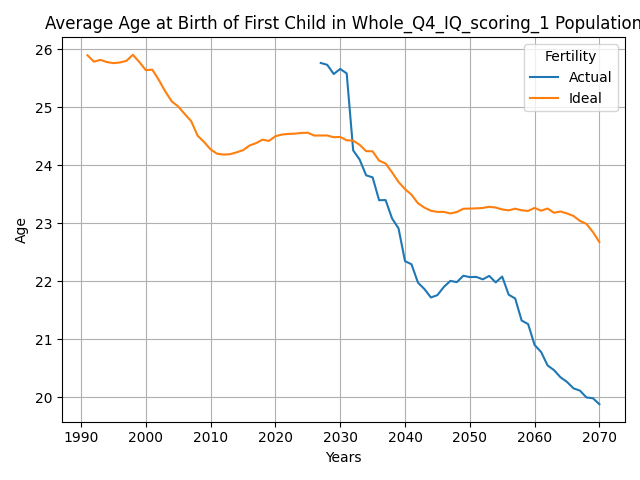 Average Age at Birth of First Child in Whole_Q4_IQ_scoring_1 Population
26
25
24
23
22
21
20
Age
Fertility
Actual
Ideal
1990 2000 2010 2020 2030 2040 2050 2060 2070
Years